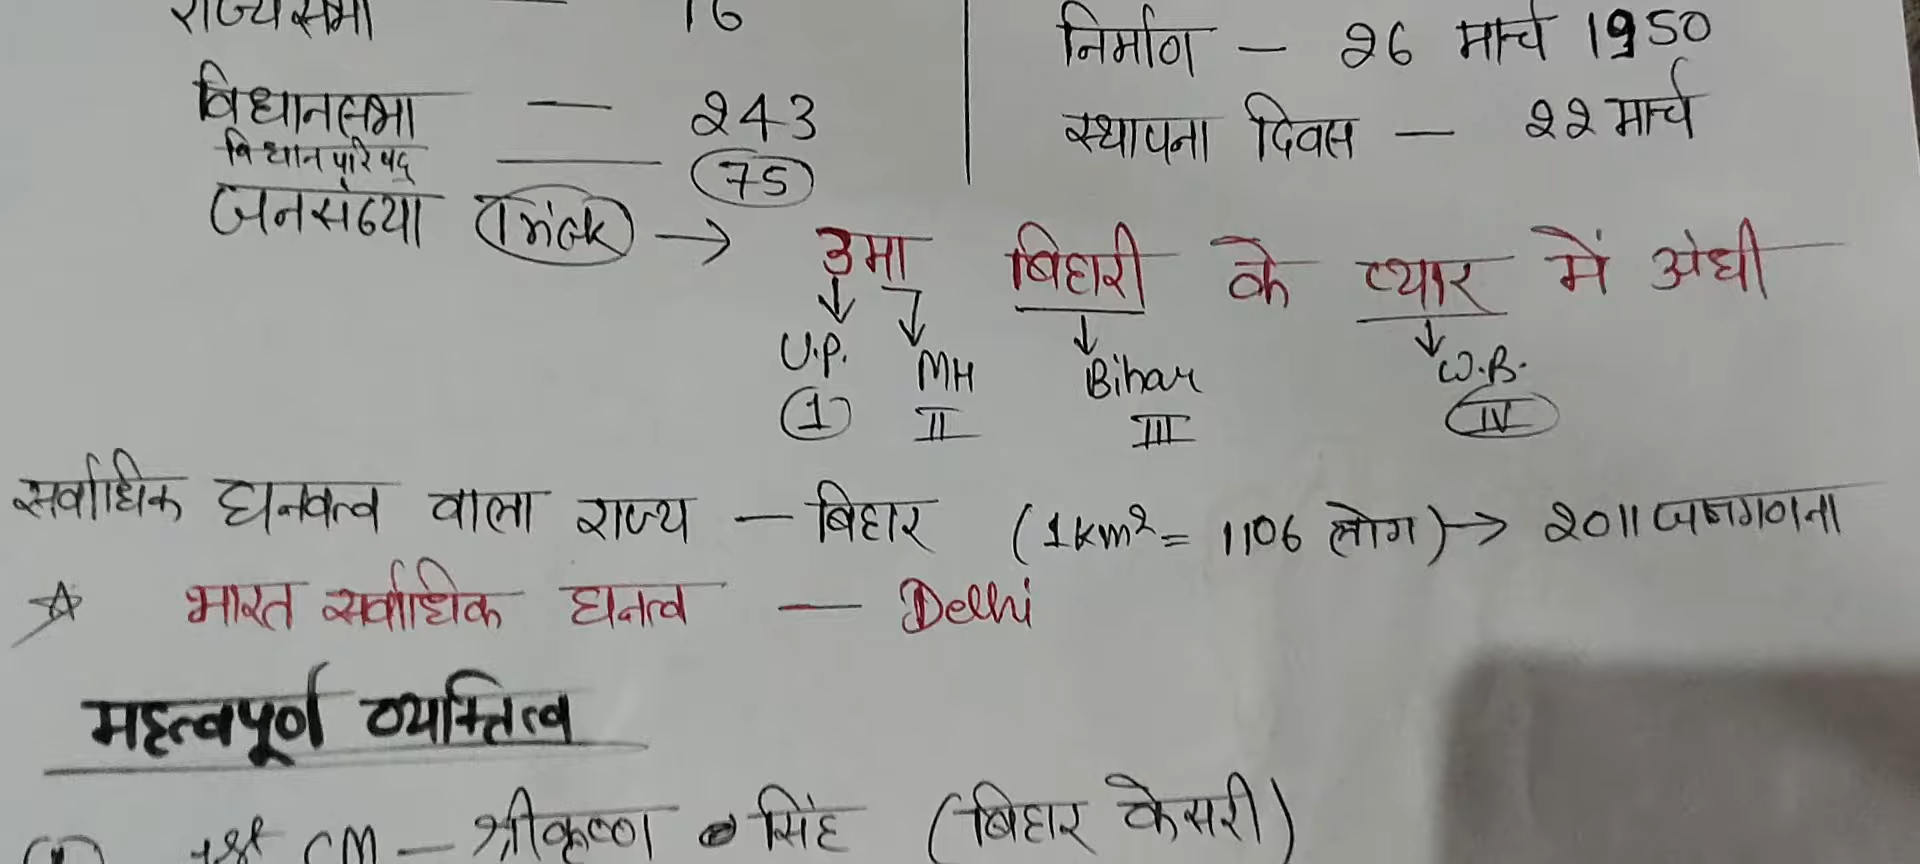 राज्यसभा — 16
निर्माण — 26 मार्च 1950
विधानसभा — 243
स्थापना दिवस — 22 मार्च
विधान परिषद् — 75
जनसंख्या Trick → उमा बिहारी के प्यार में अंधी
U.P. MH Bihar W.B.
1 II III IV
सर्वाधिक घनत्व वाला राज्य — बिहार (1km² = 1106 लोग) → 2011 जनगणना
☆ भारत सर्वाधिक घनत्व — Delhi
महत्वपूर्ण व्यक्तित्व
1st CM — श्रीकृष्ण सिंह (बिहार केसरी)